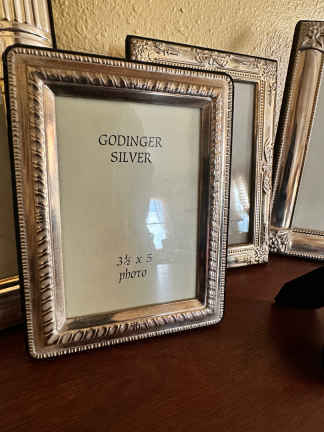 GODINGER
SILVER
3½ x 5
photo